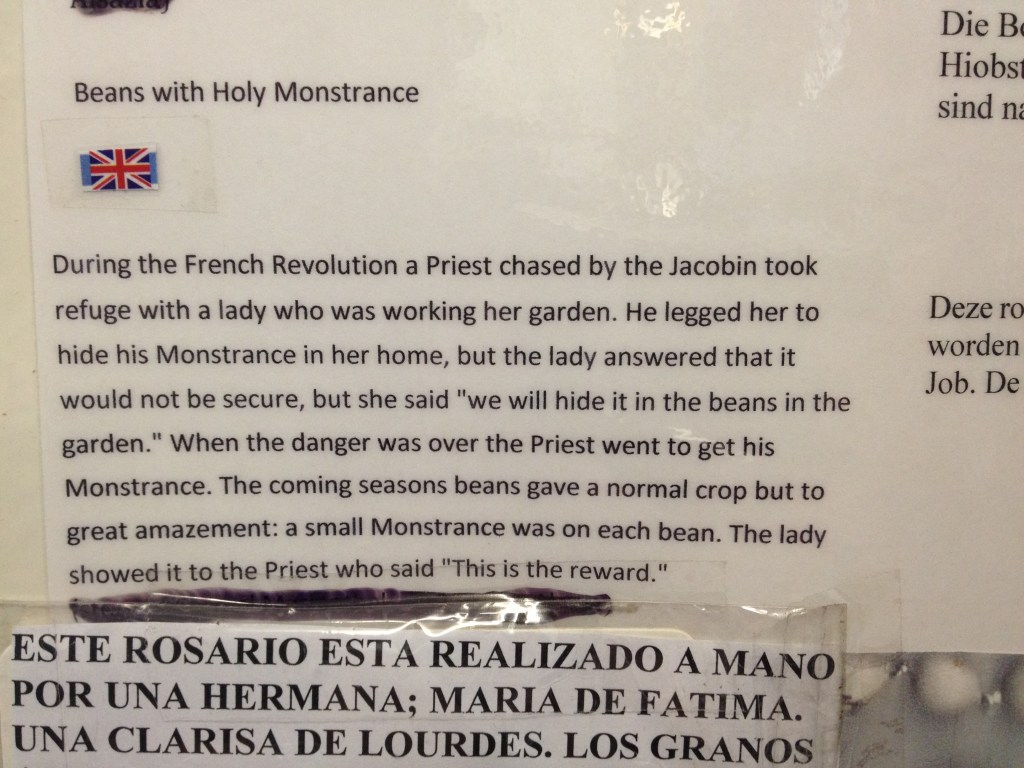 Beans with Holy Monstrance
During the French Revolution a Priest chased by the Jacobin took
refuge with a lady who was working her garden. He legged her to
hide his Monstrance in her home, but the lady answered that it
would not be secure, but she said "we will hide it in the beans in the
garden." When the danger was over the Priest went to get his
Monstrance. The coming seasons beans gave a normal crop but to
great amazement: a small Monstrance was on each bean. The lady
showed it to the Priest who said "This is the reward."
ESTE ROSARIO ESTA REALIZADO A MANO
POR UNA HERMANA; MARIA DE FATIMA.
UNA CLARISA DE LOURDES. LOS GRANOS
Die
Hiobst
sind na
Deze ro
worden
Job. De